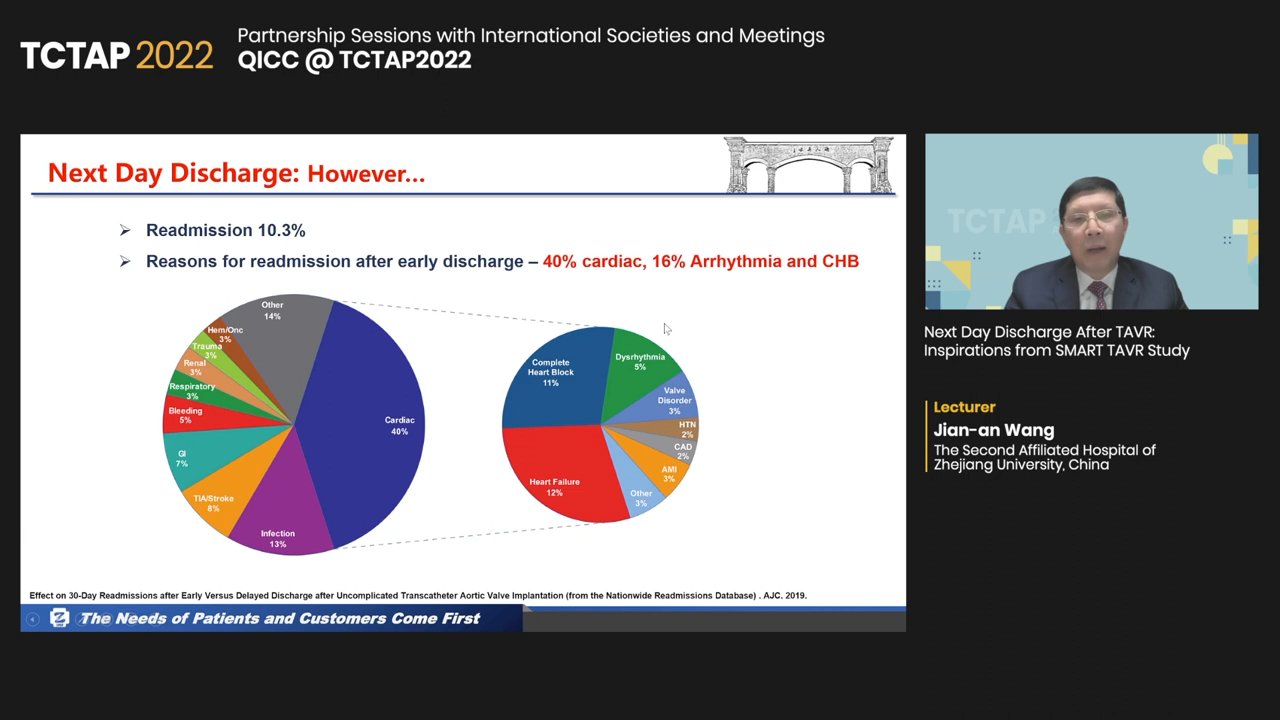 TCTAP 2022
Partnership Sessions with International Societies and Meetings
QICC @ TCTAP2022
Next Day Discharge: However...
Readmission 10.3%
Reasons for readmission after early discharge – 40% cardiac, 16% Arrhythmia and CHB
Other
14%
Hem/Onc
3%
Trauma
3%
Renal
3%
Respiratory
3%
Bleeding
5%
GI
7%
TIA/Stroke
8%
Infection
13%
Cardiac
40%
Complete
Heart Block
11%
Dysrhythmia
5%
Valve
Disorder
3%
HTN
2%
CAD
2%
AMI
3%
Other
3%
Heart Failure
12%
Effect on 30-Day Readmissions after Early Versus Delayed Discharge after Uncomplicated Transcatheter Aortic Valve Implantation (from the Nationwide Readmissions Database) . AJC. 2019.
The Needs of Patients and Customers Come First
TCTAP
Next Day Discharge After TAVR:
Inspirations from SMART TAVR Study
Lecturer
Jian-an Wang
The Second Affiliated Hospital of
Zhejiang University, China